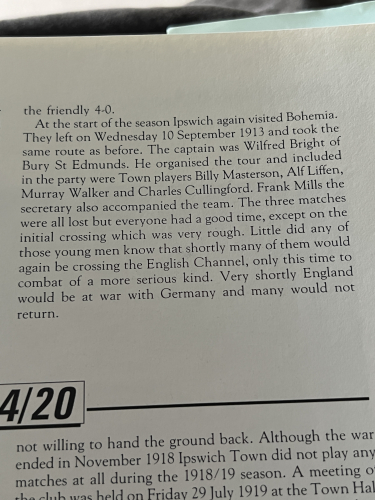 the friendly 4-0.
At the start of the season Ipswich again visited Bohemia.
They left on Wednesday 10 September 1913 and took the
same route as before. The captain was Wilfred Bright of
Bury St Edmunds. He organised the tour and included
in the party were Town players Billy Masterson, Alf Liffen,
Murray Walker and Charles Cullingford. Frank Mills the
secretary also accompanied the team. The three matches
were all lost but everyone had a good time, except on the
initial crossing which was very rough. Little did any of
those young men know that shortly many of them would
again be crossing the English Channel, only this time to
combat of a more serious kind. Very shortly England
would be at war with Germany and many would not
return.
4/20
not willing to hand the ground back. Although the war
ended in November 1918 Ipswich Town did not play any
matches at all during the 1918/19 season. A meeting o
the club was held on Friday 29 July 1919 at the Town Hal